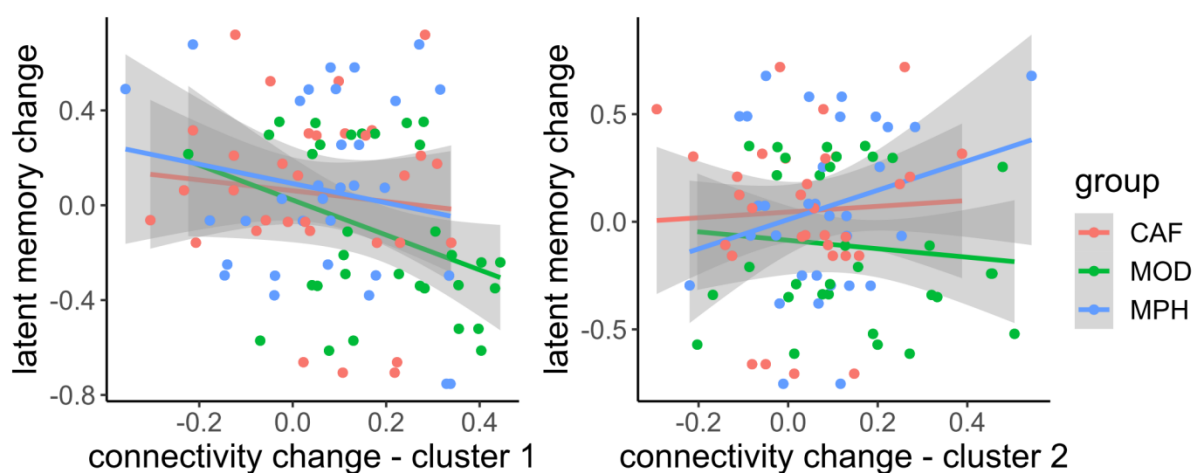 latent memory change
0.4
0.0
-0.4
-0.8
-0.2
0.0
0.2
0.4
connectivity change - cluster 1
latent memory change
0.5
0.0
-0.5
-0.2
0.0
0.2
0.4
connectivity change - cluster 2
group
CAF
MOD
MPH